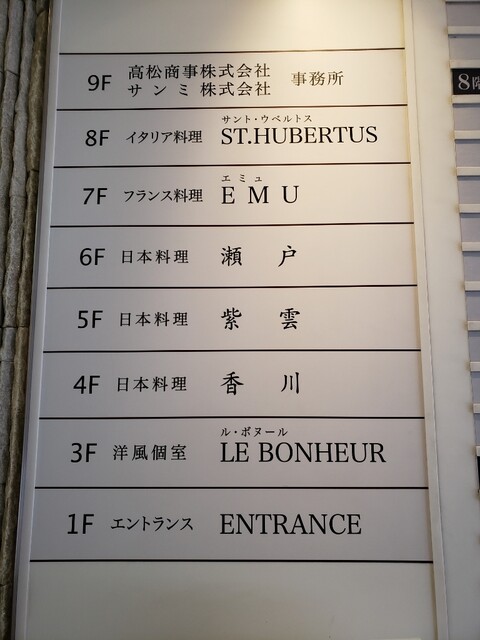 9F 高松商事株式会社 事務所
サンミ株式会社
サント・ウベルトス
8F イタリア料理 ST.HUBERTUS
エミュ
7F フランス料理 EMU
6F 日本料理 瀬戸
5F 日本料理 紫雲
4F 日本料理 香川
ル・ボヌール
3F 洋風個室 LE BONHEUR
1F エントランス ENTRANCE
8階